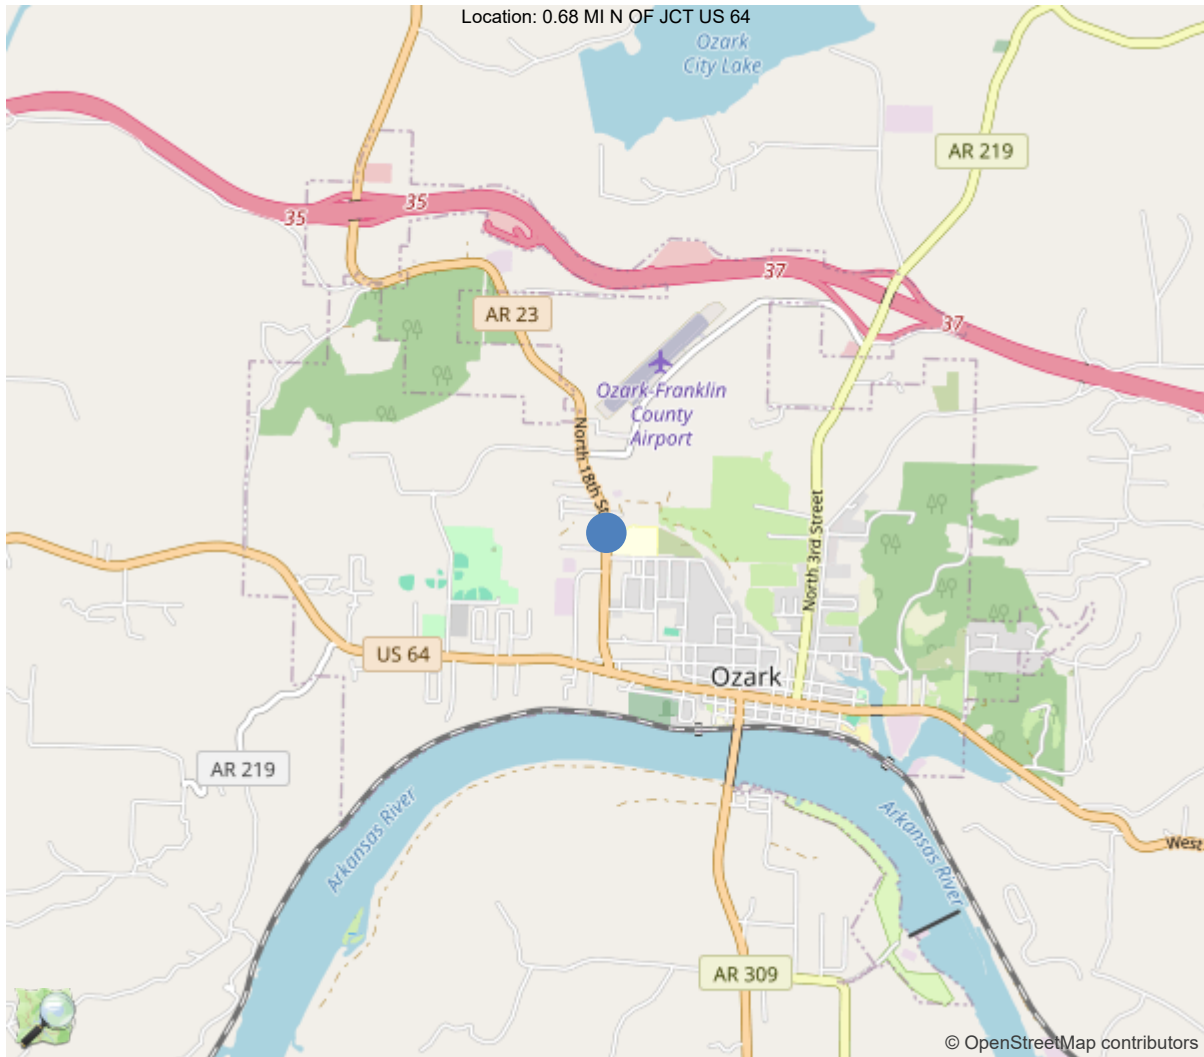 Location: 0.68 MI N OF JCT US 64
Ozark
City Lake
AR 219
35
35
37
37
AR 23
Ozark-Franklin
County
Airport
North 18th St
North 3rd Street
US 64
Ozark
AR 219
Arkansas River
Arkansas River
West
AR 309
© OpenStreetMap contributors